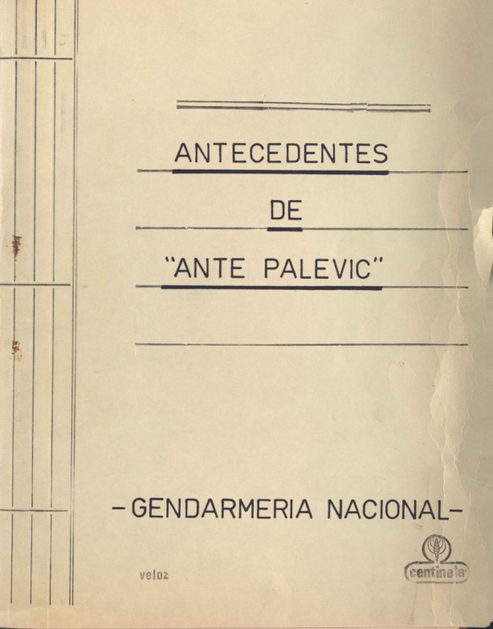 ANTECEDENTES
DE
"ANTE PALEVIC"
-GENDARMERIA NACIONAL-
veloz
centinela